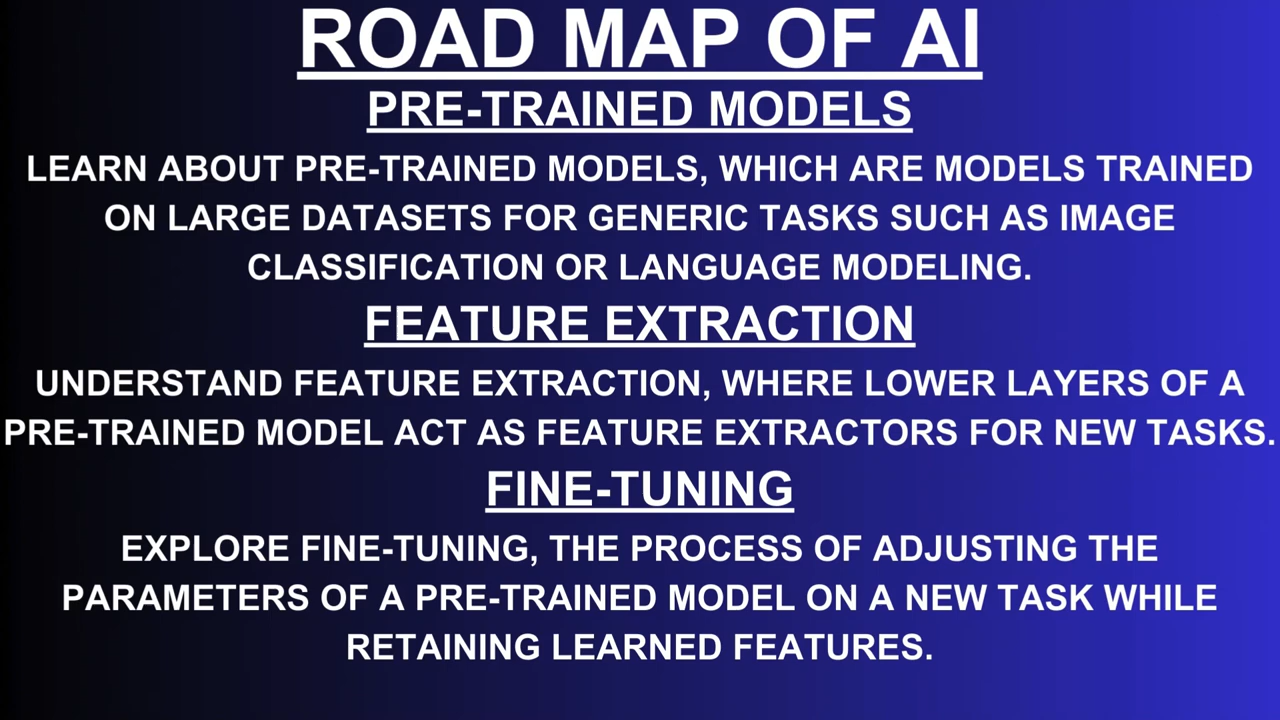 ROAD MAP OF AI
PRE-TRAINED MODELS
LEARN ABOUT PRE-TRAINED MODELS, WHICH ARE MODELS TRAINED
ON LARGE DATASETS FOR GENERIC TASKS SUCH AS IMAGE
CLASSIFICATION OR LANGUAGE MODELING.
FEATURE EXTRACTION
UNDERSTAND FEATURE EXTRACTION, WHERE LOWER LAYERS OF A
PRE-TRAINED MODEL ACT AS FEATURE EXTRACTORS FOR NEW TASKS.
FINE-TUNING
EXPLORE FINE-TUNING, THE PROCESS OF ADJUSTING THE
PARAMETERS OF A PRE-TRAINED MODEL ON A NEW TASK WHILE
RETAINING LEARNED FEATURES.